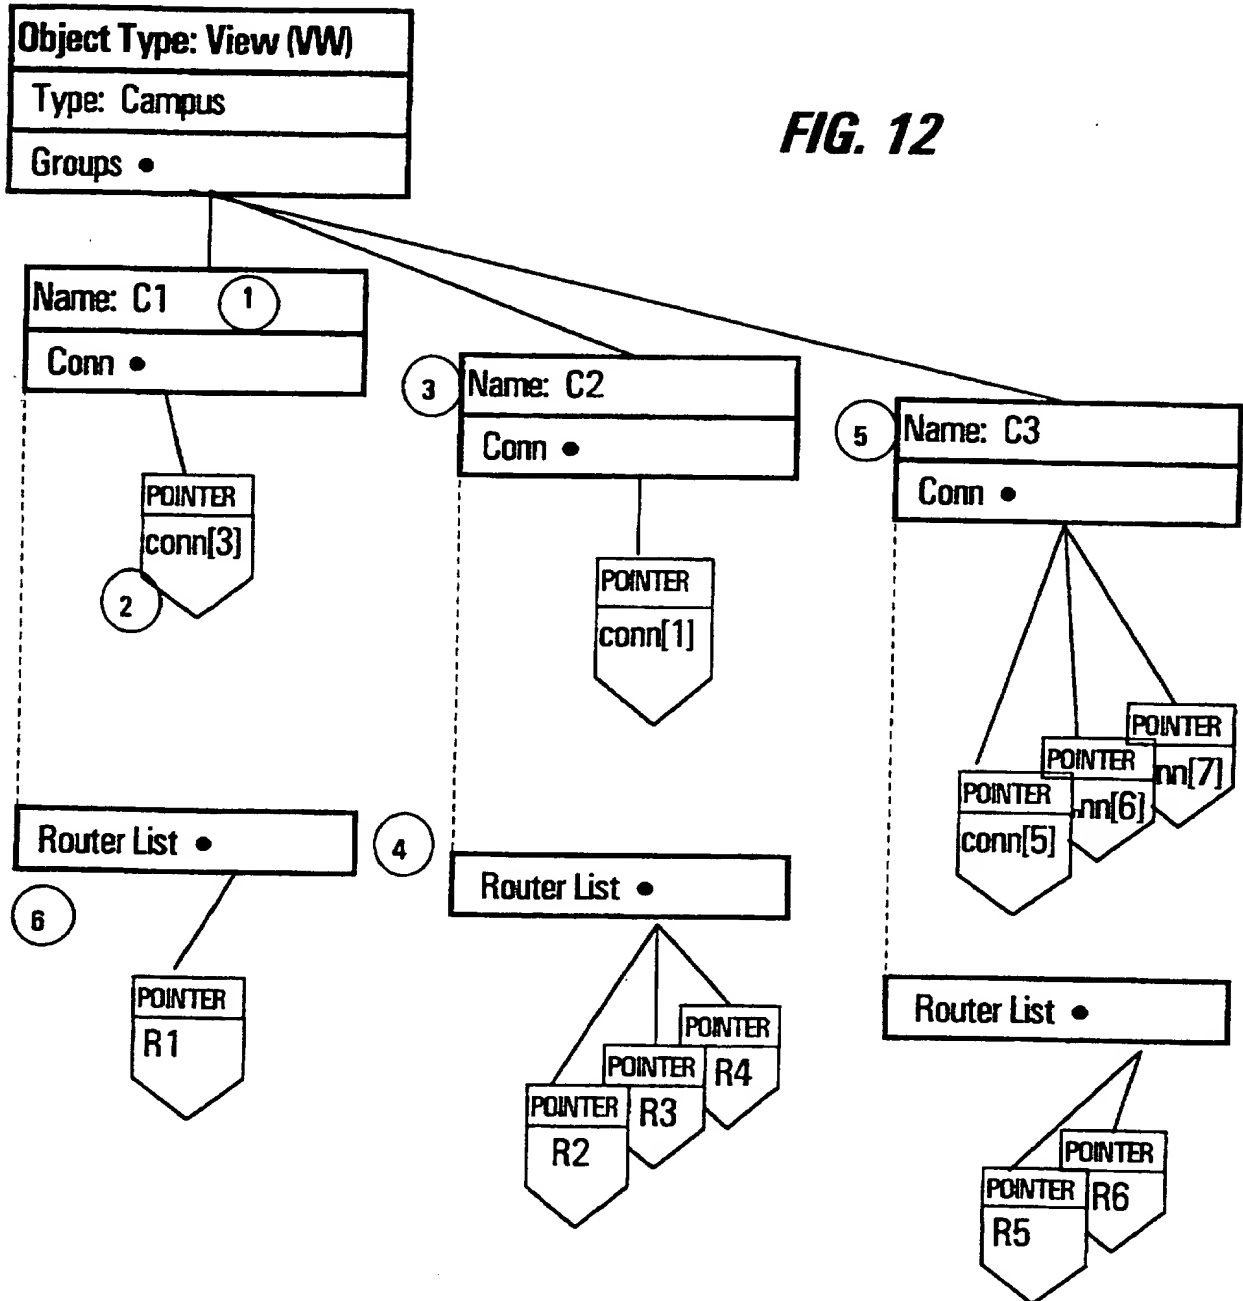 Object Type: View (VW)
Type: Campus
Groups •
FIG. 12
Name: C1
1
Conn •
3
Name: C2
Conn •
5
Name: C3
Conn •
POINTER
conn[3]
2
POINTER
conn[1]
POINTER
nn[7]
POINTER
nn[6]
POINTER
conn[5]
Router List •
4
6
Router List •
Router List •
POINTER
R1
POINTER
R4
POINTER
R3
POINTER
R2
POINTER
R6
POINTER
R5